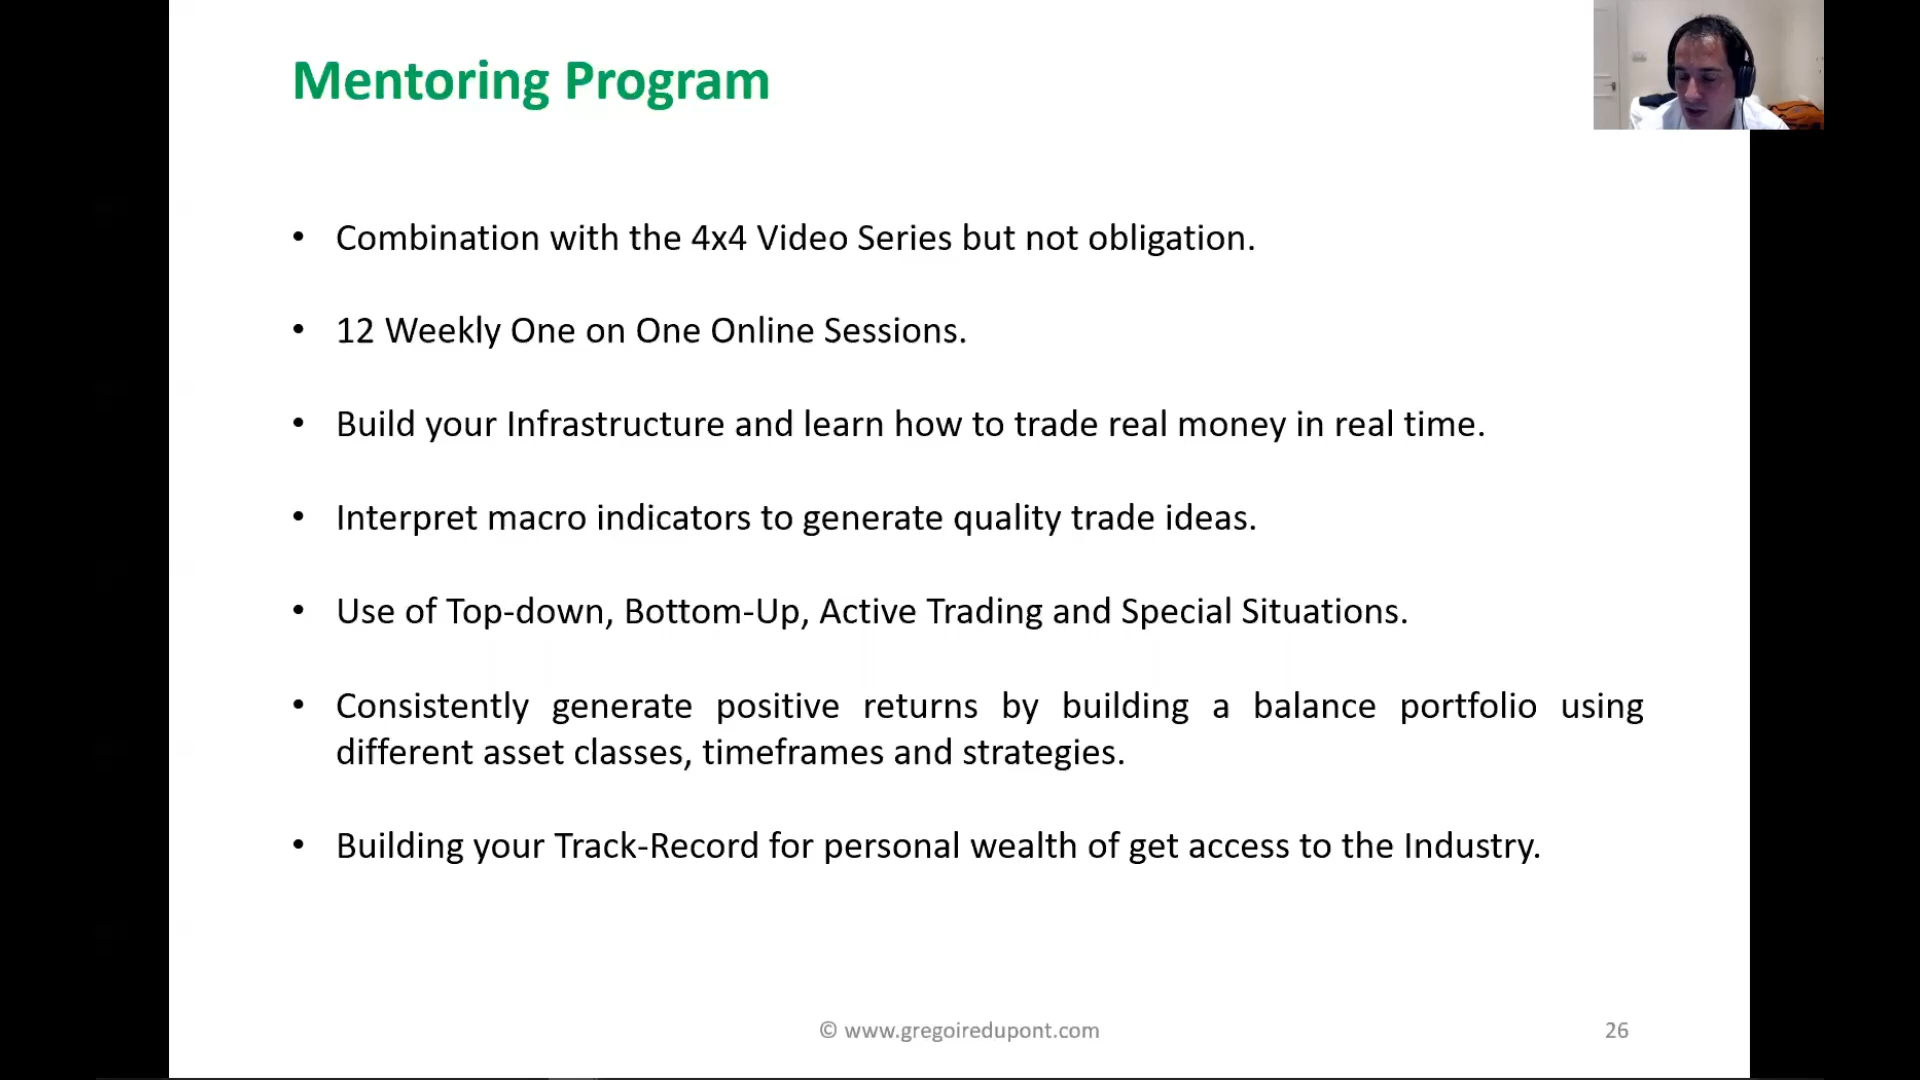 Mentoring Program
• Combination with the 4x4 Video Series but not obligation.
• 12 Weekly One on One Online Sessions.
• Build your Infrastructure and learn how to trade real money in real time.
• Interpret macro indicators to generate quality trade ideas.
• Use of Top-down, Bottom-Up, Active Trading and Special Situations.
• Consistently generate positive returns by building a balance portfolio using
different asset classes, timeframes and strategies.
• Building your Track-Record for personal wealth of get access to the Industry.
© www.gregoiredupont.com
26